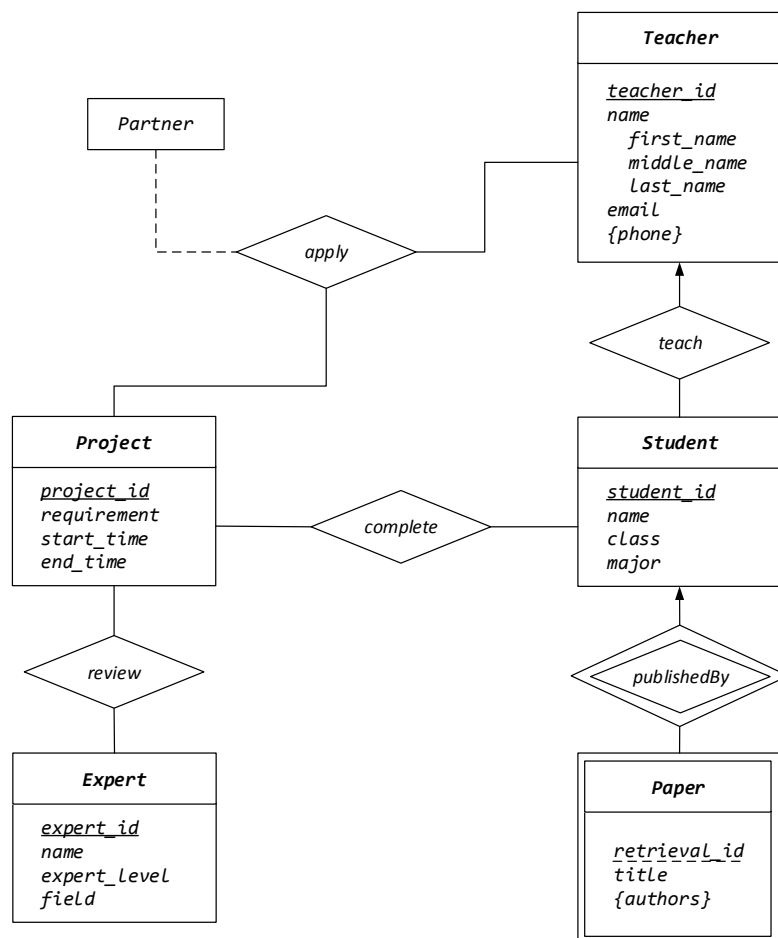 Teacher
teacher_id
name
first_name
middle_name
last_name
email
{phone}
Partner
apply
teach
Project
project_id
requirement
start_time
end_time
complete
Student
student_id
name
class
major
review
publishedBy
Expert
expert_id
name
expert_level
field
Paper
retrieval_id
title
{authors}